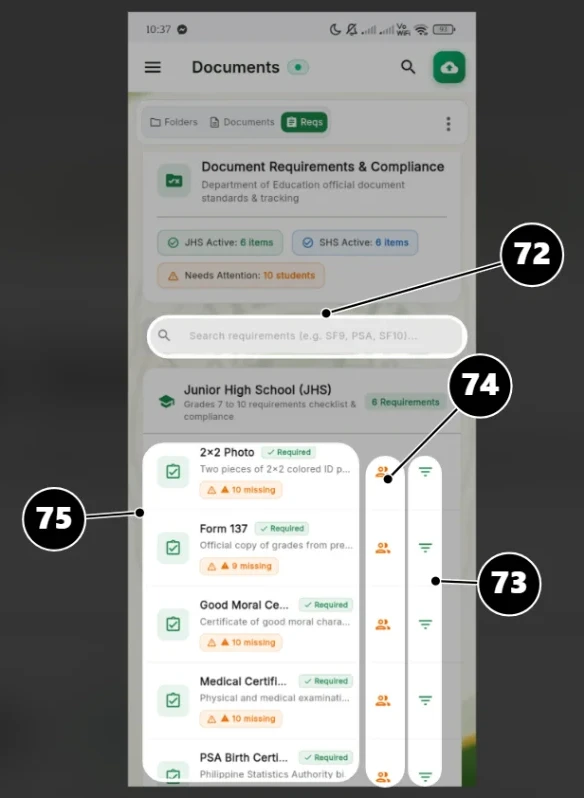 10:37
Vo
WiFi
93
Documents
Folders
Documents
Reqs
Document Requirements & Compliance
Department of Education official document
standards & tracking
JHS Active: 6 items
SHS Active: 6 items
Needs Attention: 10 students
72
Search requirements (e.g. SF9, PSA, SF10)...
74
Junior High School (JHS)
Grades 7 to 10 requirements checklist &
compliance
6 Requirements
75
73
2×2 Photo
Required
Two pieces of 2×2 colored ID p...
10 missing
Form 137
Required
Official copy of grades from pre...
9 missing
Good Moral Ce...
Required
Certificate of good moral chara...
10 missing
Medical Certifi...
Required
Physical and medical examinati...
10 missing
PSA Birth Certi...
Required
Philippine Statistics Authority bi.